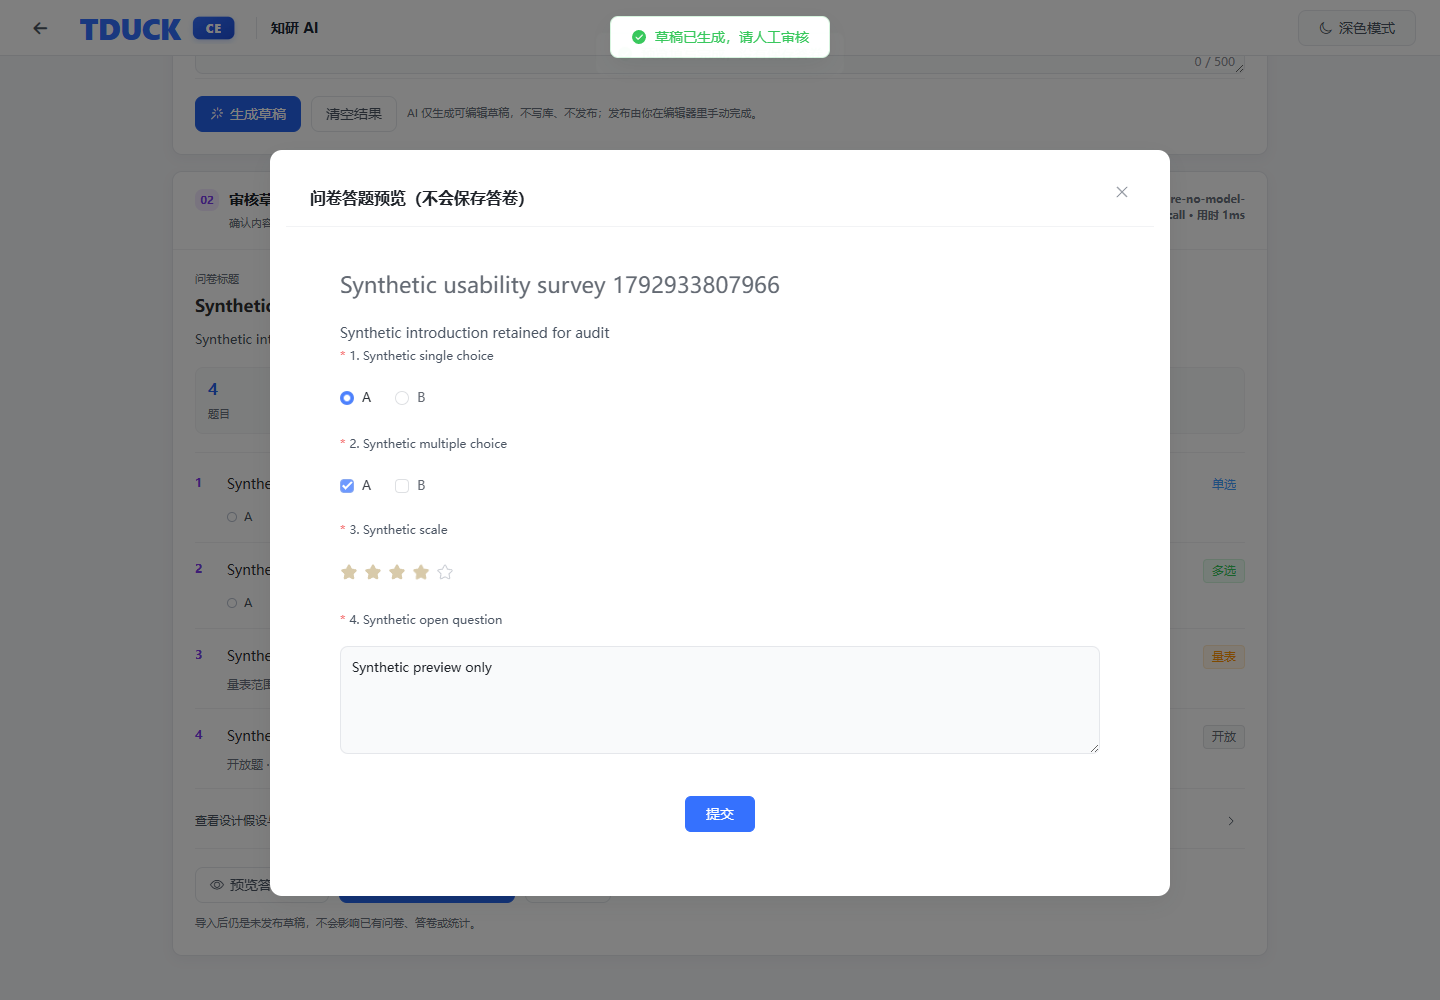 TDUCK CE 知研 AI
草稿已生成，请人工审核
深色模式
0 / 500
生成草稿 清空结果 AI 仅生成可编辑草稿，不写库、不发布；发布由你在编辑器里手动完成。
02 审核草
确认内容
re-no-model-
call • 用时 1ms
问卷标题
Synthetic
Synthetic int
4
题目
1 Synthe 单选
A
2 Synthe 多选
A
3 Synthe 量表
量表范围
4 Synthe 开放
开放题 ·
查看设计假设
预览答
导入后仍是未发布草稿，不会影响已有问卷、答卷或统计。
问卷答题预览（不会保存答卷）
Synthetic usability survey 1792933807966
Synthetic introduction retained for audit
* 1. Synthetic single choice
A B
* 2. Synthetic multiple choice
A B
* 3. Synthetic scale
* 4. Synthetic open question
Synthetic preview only
提交